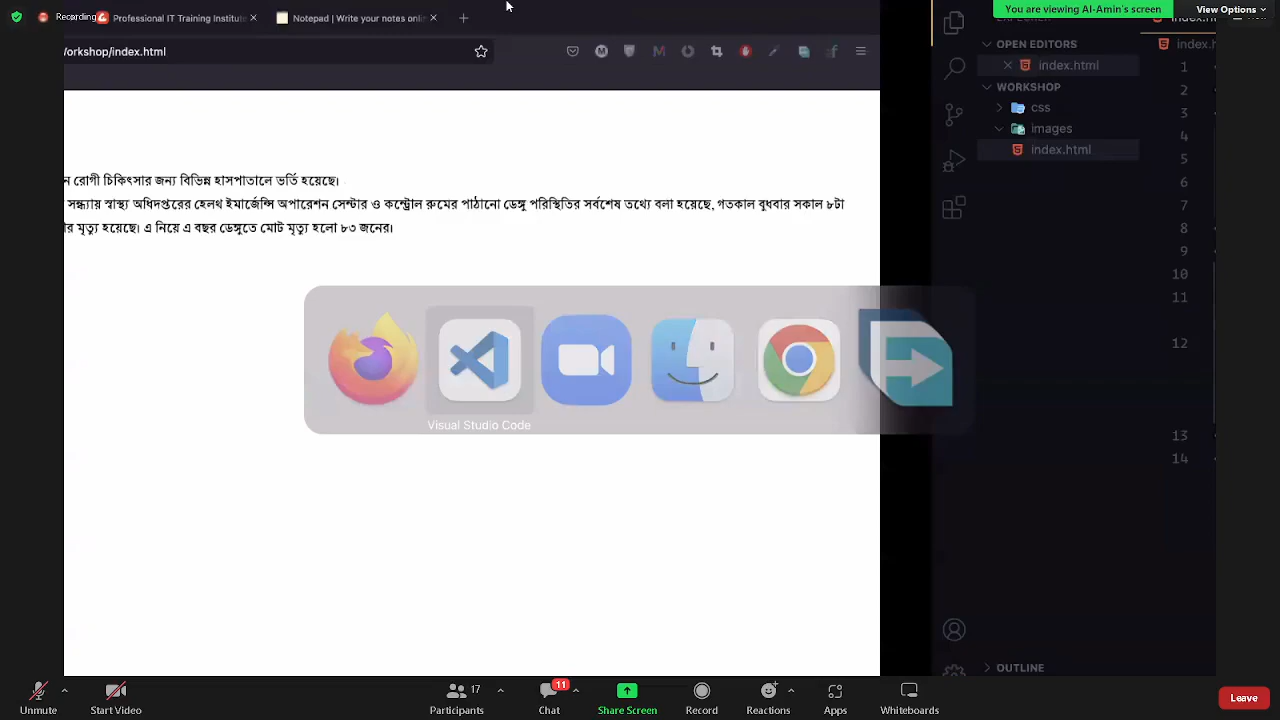 Recording
Professional IT Training Institute
Notepad | Write your notes onli
You are viewing Al-Amin's screen
View Options
/orkshop/index.html
OPEN EDITORS
index.html
index.h
WORKSHOP
css
images
index.html
1
2
3
4
5
6
7
8
9
10
11
12
13
14
ন রোগী চিকিৎসার জন্য বিভিন্ন হাসপাতালে ভর্তি হয়েছে।
সন্ধ্যার স্বাস্থ্য অধিদপ্তরের হেলথ ইমার্জেন্সি অপারেশন সেন্টার ও কন্ট্রোল রুমের পাঠানো ডেঙ্গু পরিস্থিতির সর্বশেষ তথ্যে বলা হয়েছে, গতকাল বুধবার সকাল ৮টা
ার মৃত্যু হয়েছে। এ নিয়ে এ বছর ডেঙ্গুতে মোট মৃত্যু হলো ৮৩ জনের।
Visual Studio Code
OUTLINE
Unmute
Start Video
17
Participants
11
Chat
Share Screen
Record
Reactions
Apps
Whiteboards
Leave